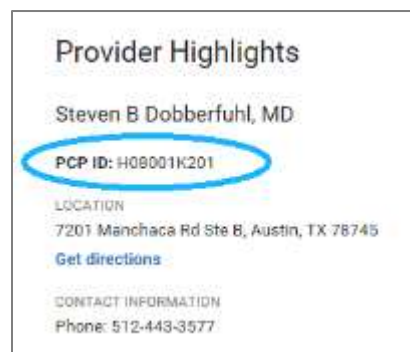 Provider Highlights
Steven B Dobberfuhl, MD
PCP ID: H08001K201
LOCATION
7201 Manchaca Rd Ste B, Austin, TX 78745
Get directions
CONTACT INFORMATION
Phone: 512-443-3577